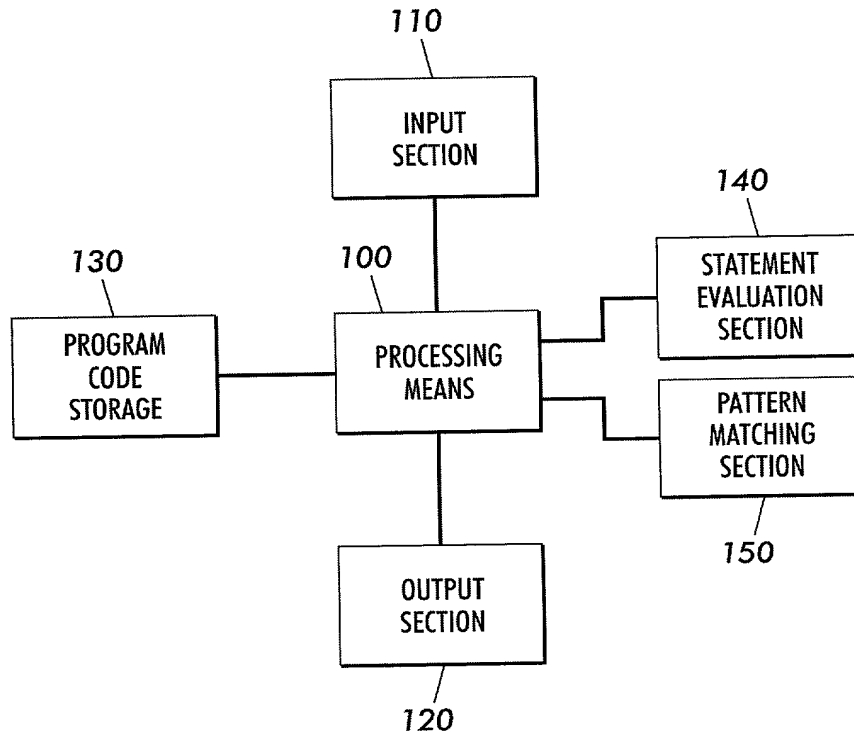 110
INPUT
SECTION
140
STATEMENT
EVALUATION
SECTION
130
PROGRAM
CODE
STORAGE
100
PROCESSING
MEANS
PATTERN
MATCHING
SECTION
150
OUTPUT
SECTION
120